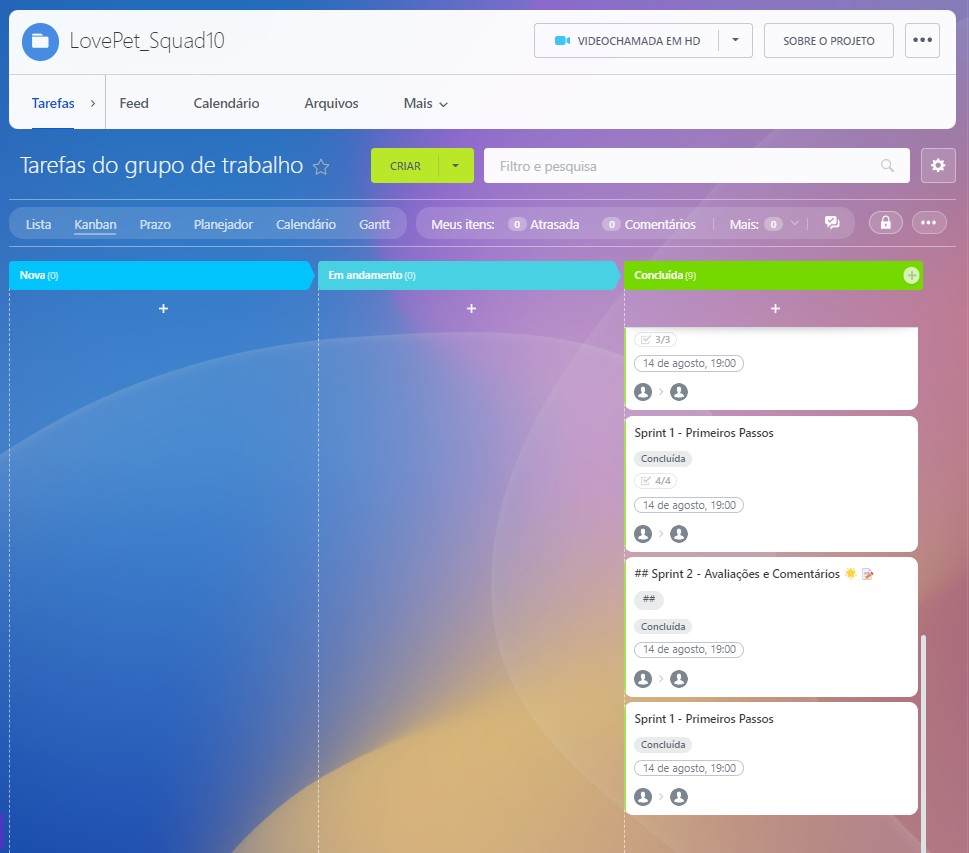 LovePet_Squad10
VIDEOCHAMADA EM HD
SOBRE O PROJETO
Tarefas
Feed
Calendário
Arquivos
Mais
Tarefas do grupo de trabalho
CRIAR
Filtro e pesquisa
Lista
Kanban
Prazo
Planejador
Calendário
Gantt
Meus itens:
0 Atrasada
0 Comentários
Mais: 0
Nova (0)
Em andamento (0)
Concluída (9)
+
+
+
+
3/3
14 de agosto, 19:00
Sprint 1 - Primeiros Passos
Concluída
4/4
14 de agosto, 19:00
## Sprint 2 - Avaliações e Comentários 🌟 📝
##
Concluída
14 de agosto, 19:00
Sprint 1 - Primeiros Passos
Concluída
14 de agosto, 19:00